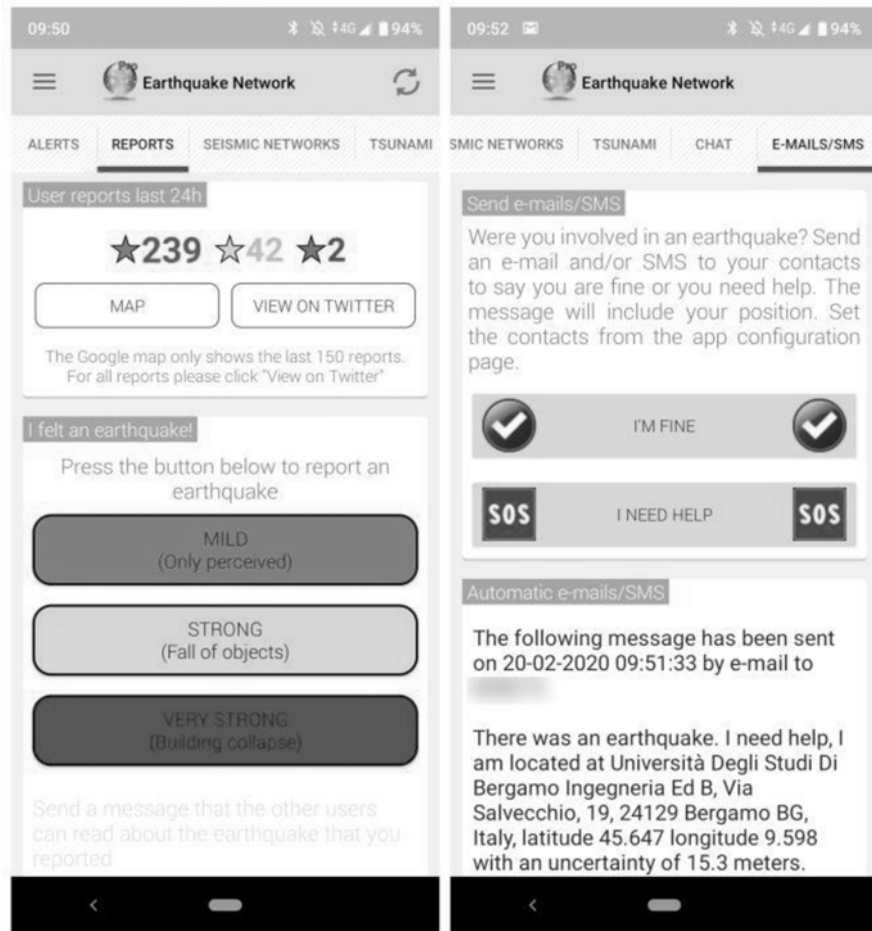 09:50
4G 94%
Pro
Earthquake Network
ALERTS REPORTS SEISMIC NETWORKS TSUNAMI
User reports last 24h
★239 ☆42 ★2
MAP
VIEW ON TWITTER
The Google map only shows the last 150 reports.
For all reports please click "View on Twitter"
I felt an earthquake!
Press the button below to report an
earthquake
MILD
(Only perceived)
STRONG
(Fall of objects)
VERY STRONG
(Building collapse)
Send a message that the other users
can read about the earthquake that you
reported
09:52
4G 94%
Pro
Earthquake Network
SMIC NETWORKS TSUNAMI CHAT E-MAILS/SMS
Send e-mails/SMS
Were you involved in an earthquake? Send
an e-mail and/or SMS to your contacts
to say you are fine or you need help. The
message will include your position. Set
the contacts from the app configuration
page.
I'M FINE
SOS I NEED HELP SOS
Automatic e-mails/SMS
The following message has been sent
on 20-02-2020 09:51:33 by e-mail to
There was an earthquake. I need help, I
am located at Università Degli Studi Di
Bergamo Ingegneria Ed B, Via
Salvecchio, 19, 24129 Bergamo BG,
Italy, latitude 45.647 longitude 9.598
with an uncertainty of 15.3 meters.